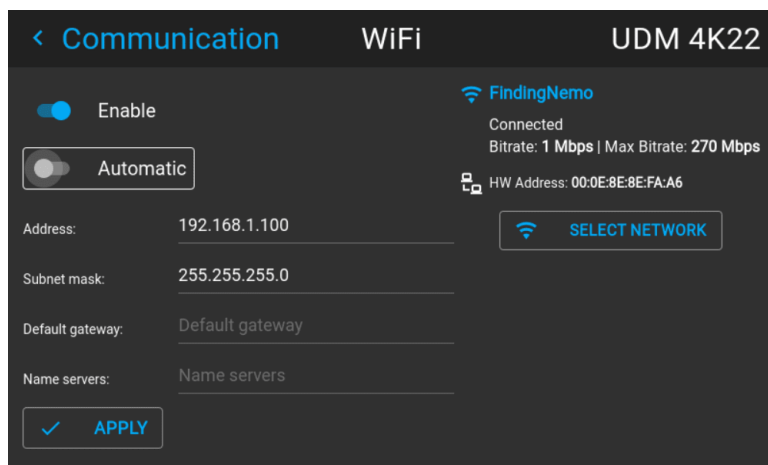 Communication
WiFi
UDM 4K22
Enable
Automatic
Address:
192.168.1.100
Subnet mask:
255.255.255.0
Default gateway:
Default gateway
Name servers:
Name servers
APPLY
FindingNemo
Connected
Bitrate: 1 Mbps | Max Bitrate: 270 Mbps
HW Address: 00:0E:8E:8E:FA:A6
SELECT NETWORK